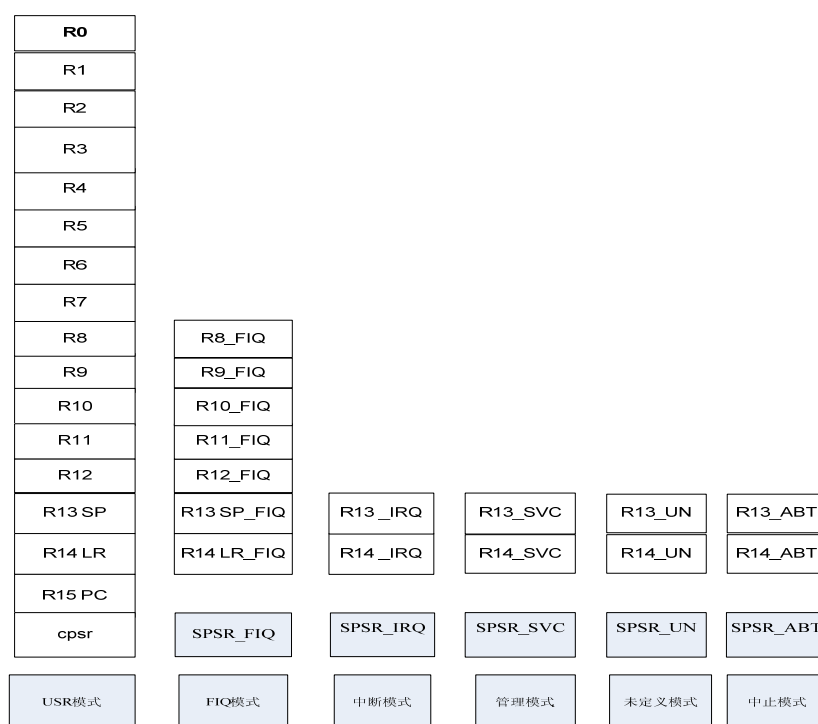 R0
R1
R2
R3
R4
R5
R6
R7
R8 R8_FIQ
R9 R9_FIQ
R10 R10_FIQ
R11 R11_FIQ
R12 R12_FIQ
R13 SP R13 SP_FIQ R13 _IRQ R13_SVC R13_UN R13_ABT
R14 LR R14 LR_FIQ R14 _IRQ R14_SVC R14_UN R14_ABT
R15 PC
cpsr SPSR_FIQ SPSR_IRQ SPSR_SVC SPSR_UN SPSR_ABT
USR模式 FIQ模式 中断模式 管理模式 未定义模式 中止模式